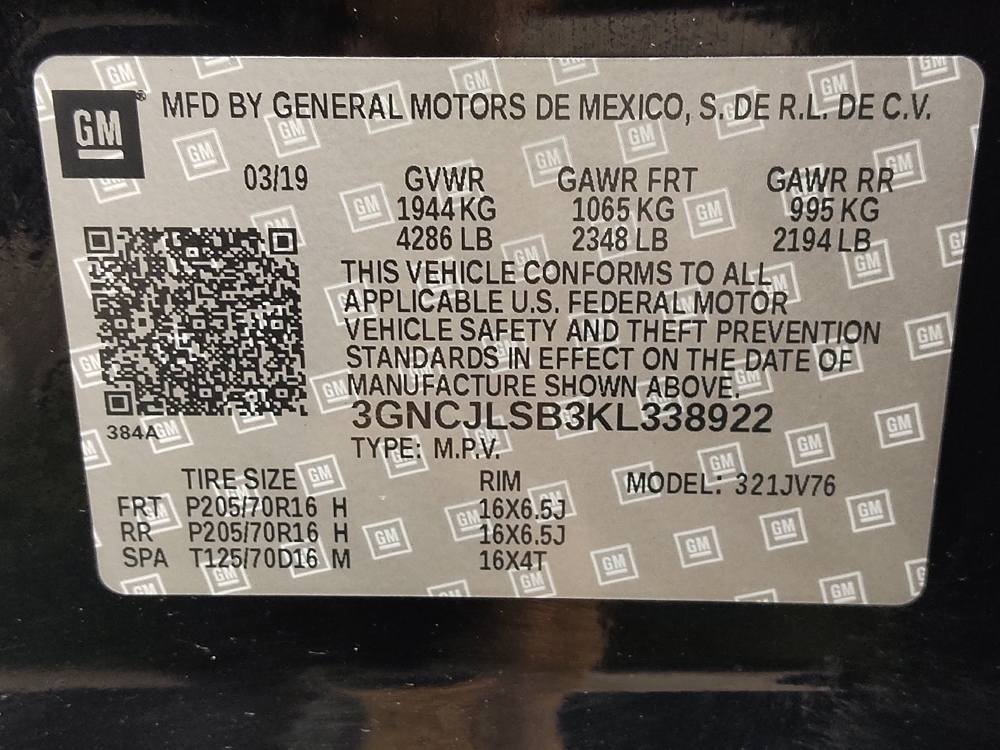 GM
MFD BY GENERAL MOTORS DE MEXICO, S. DE R.L. DE C.V.
03/19 GVWR GAWR FRT GAWR RR
1944 KG 1065 KG 995 KG
4286 LB 2348 LB 2194 LB
THIS VEHICLE CONFORMS TO ALL
APPLICABLE U.S. FEDERAL MOTOR
VEHICLE SAFETY AND THEFT PREVENTION
STANDARDS IN EFFECT ON THE DATE OF
MANUFACTURE SHOWN ABOVE.
384A
3GNCJLSB3KL338922
TYPE: M.P.V.
TIRE SIZE RIM MODEL: 321JV76
FRT P205/70R16 H 16X6.5J
RR P205/70R16 H 16X6.5J
SPA T125/70D16 M 16X4T